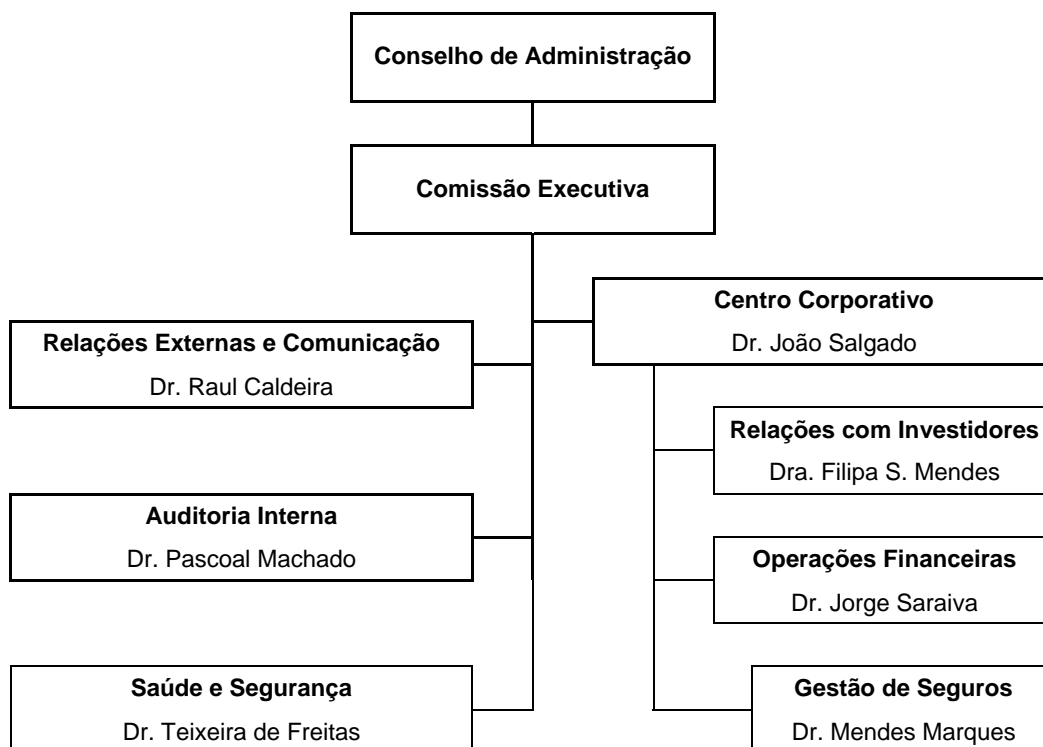 Conselho de Administração
Comissão Executiva
Centro Corporativo
Dr. João Salgado
Relações Externas e Comunicação
Dr. Raul Caldeira
Relações com Investidores
Dra. Filipa S. Mendes
Auditoria Interna
Dr. Pascoal Machado
Operações Financeiras
Dr. Jorge Saraiva
Saúde e Segurança
Dr. Teixeira de Freitas
Gestão de Seguros
Dr. Mendes Marques